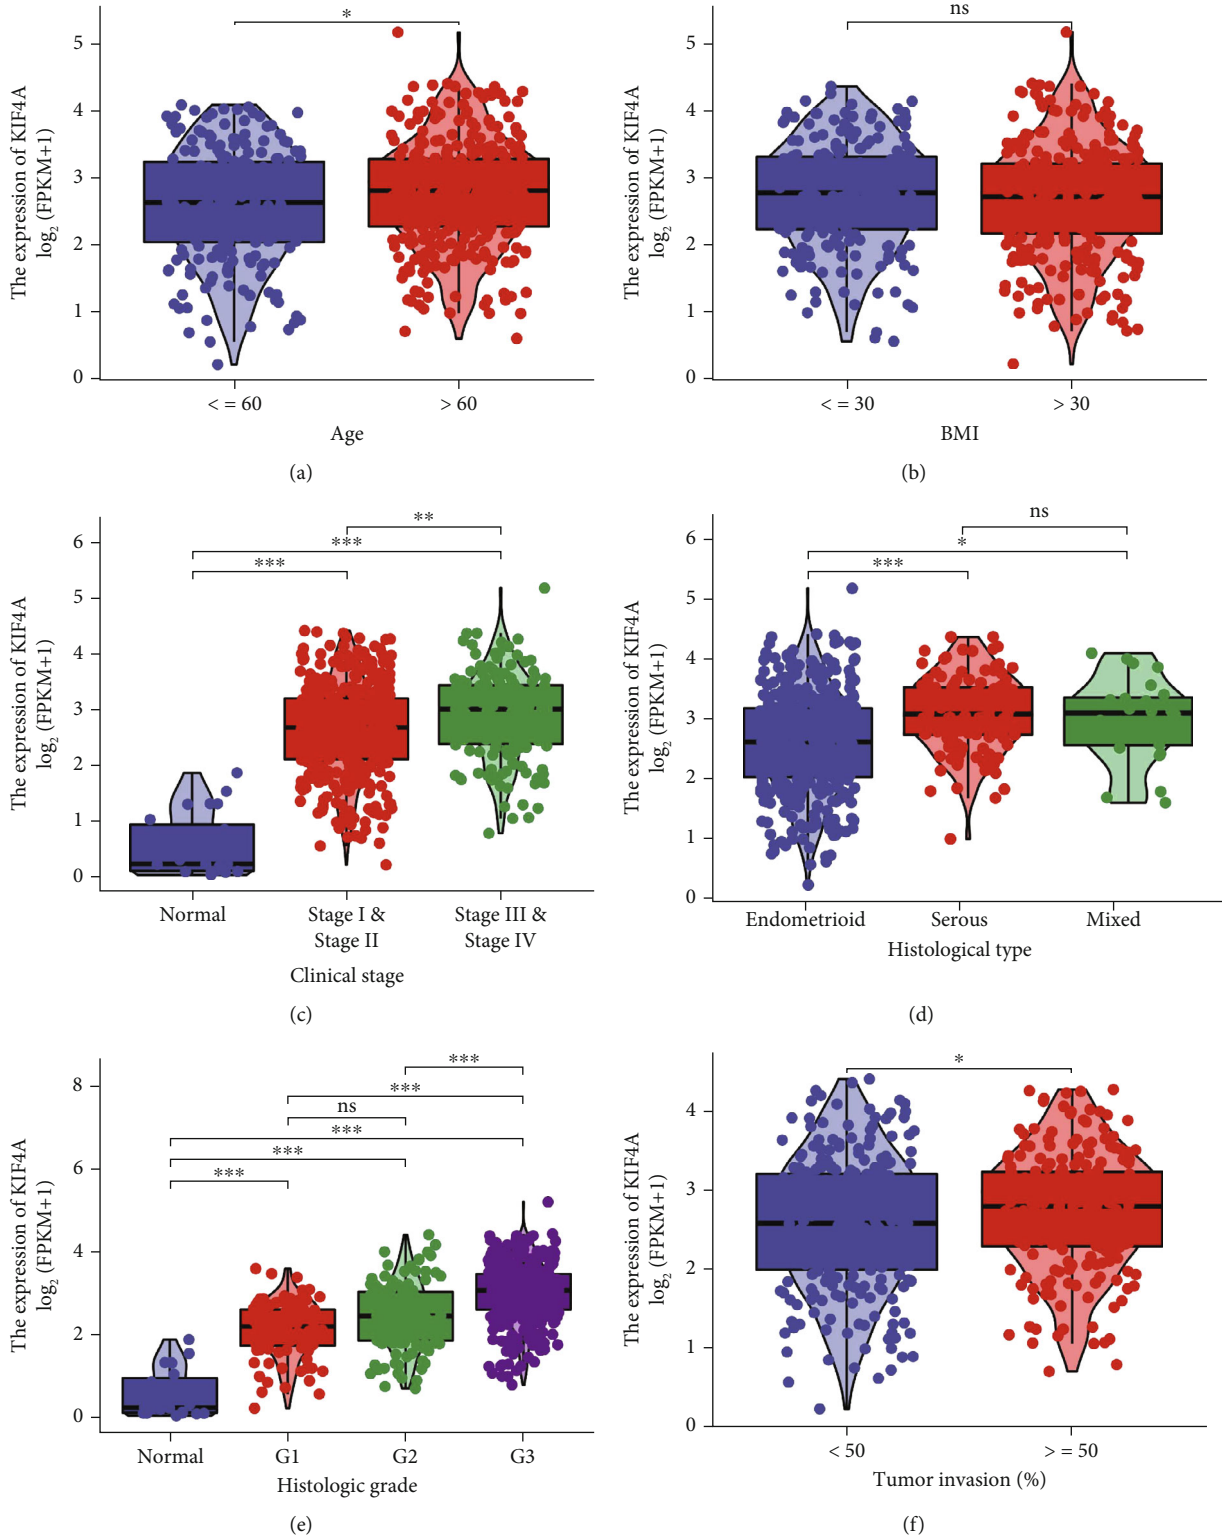 The expression of KIF4A
log₂ (FPKM+1)
5
4
3
2
1
0
*
< = 60
> 60
Age
(a)
The expression of KIF4A
log₂ (FPKM+1)
5
4
3
2
1
0
ns
< = 30
> 30
BMI
(b)
The expression of KIF4A
log₂ (FPKM+1)
6
5
4
3
2
1
0
**
***
***
Normal
Stage I &
Stage II
Stage III &
Stage IV
Clinical stage
(c)
The expression of KIF4A
log₂ (FPKM+1)
6
5
4
3
2
1
0
ns
*
***
Endometrioid
Serous
Mixed
Histological type
(d)
The expression of KIF4A
log₂ (FPKM+1)
8
6
4
2
0
***
***
ns
***
***
***
Normal
G1
G2
G3
Histologic grade
(e)
The expression of KIF4A
log₂ (FPKM+1)
4
3
2
1
0
*
< 50
> = 50
Tumor invasion (%)
(f)